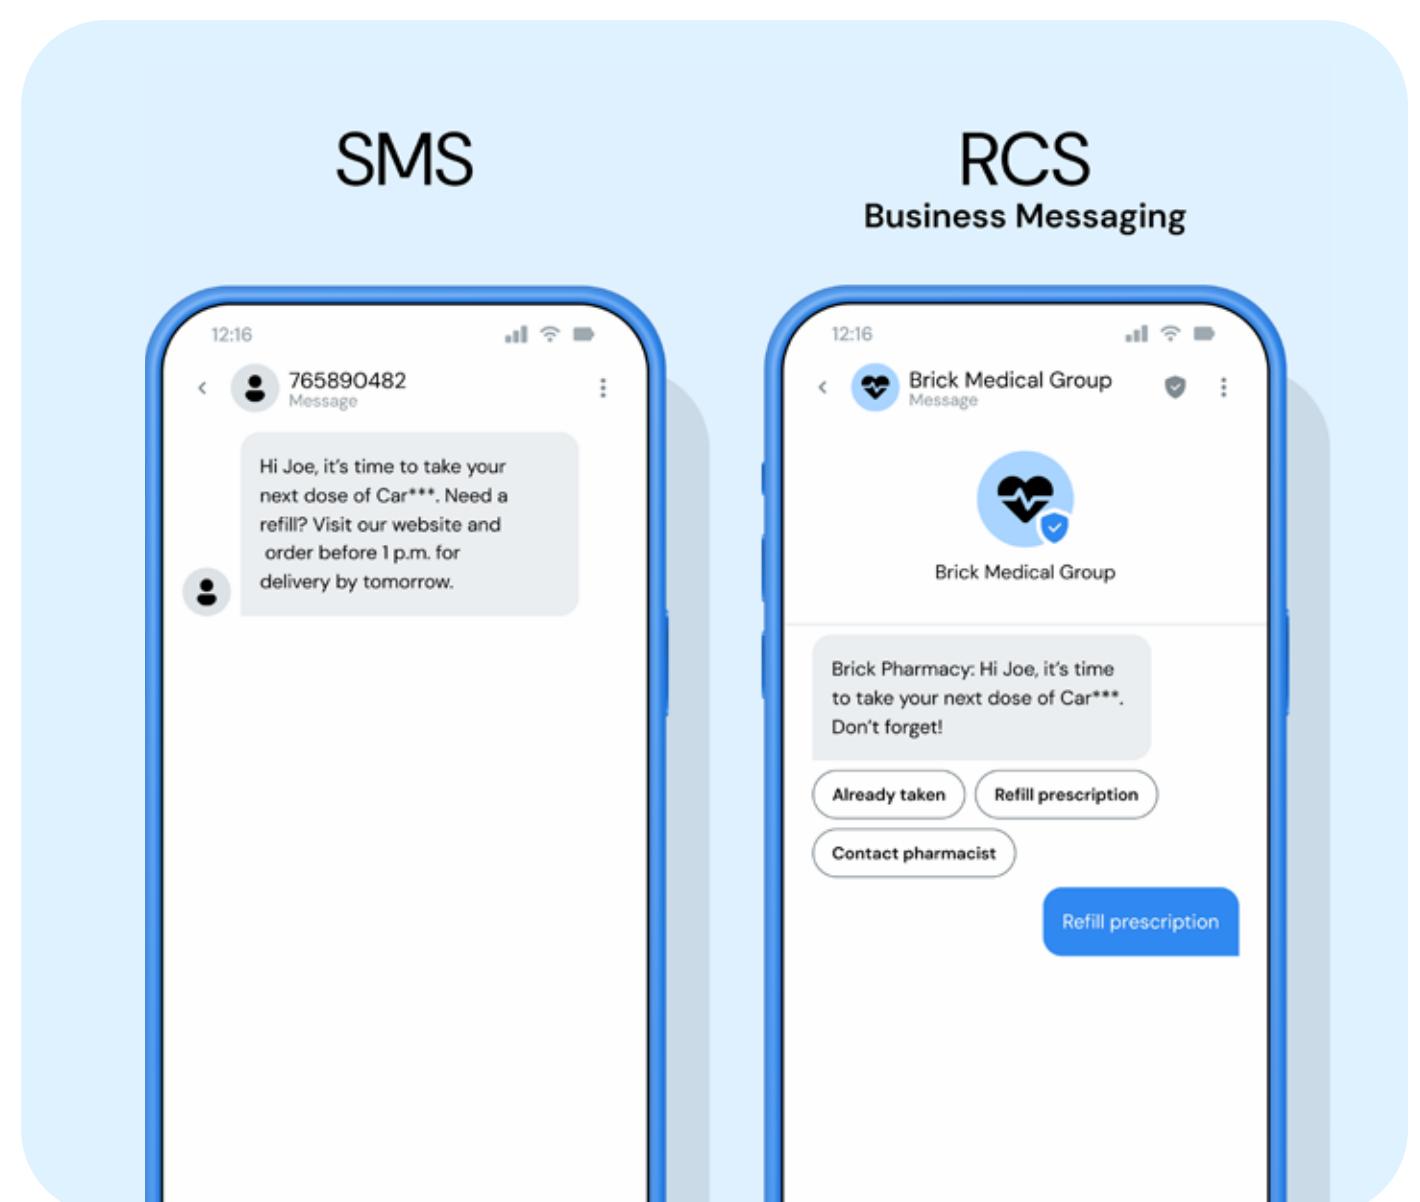 SMS
12:16
765890482
Message
Hi Joe, it's time to take your
next dose of Car***. Need a
refill? Visit our website and
order before 1 p.m. for
delivery by tomorrow.
RCS
Business Messaging
12:16
Brick Medical Group
Message
Brick Medical Group
Brick Pharmacy: Hi Joe, it's time
to take your next dose of Car***.
Don't forget!
Already taken
Refill prescription
Contact pharmacist
Refill prescription